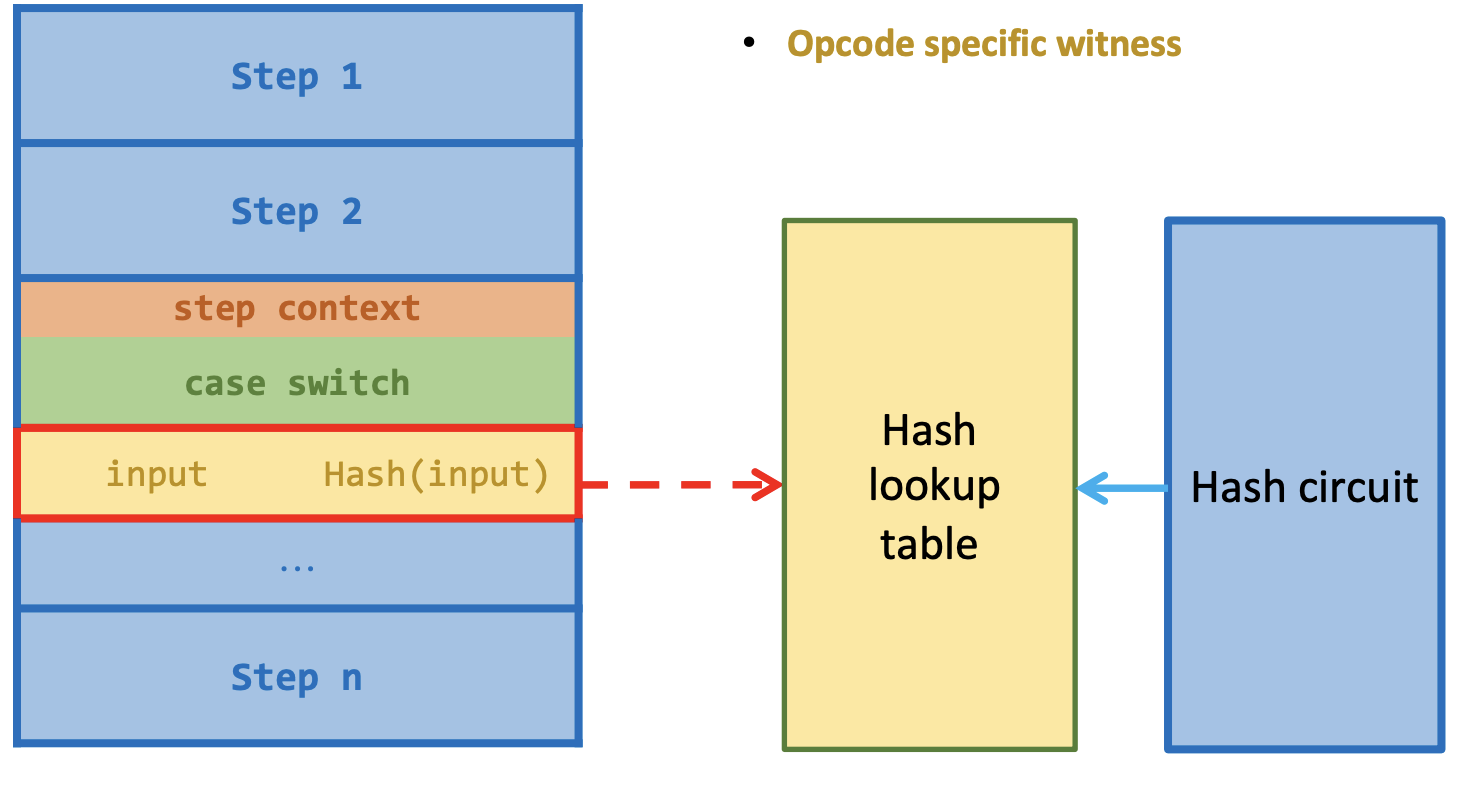 Step 1
Step 2
step context
case switch
input Hash(input)
...
Step n
• Opcode specific witness
Hash
lookup
table
Hash circuit